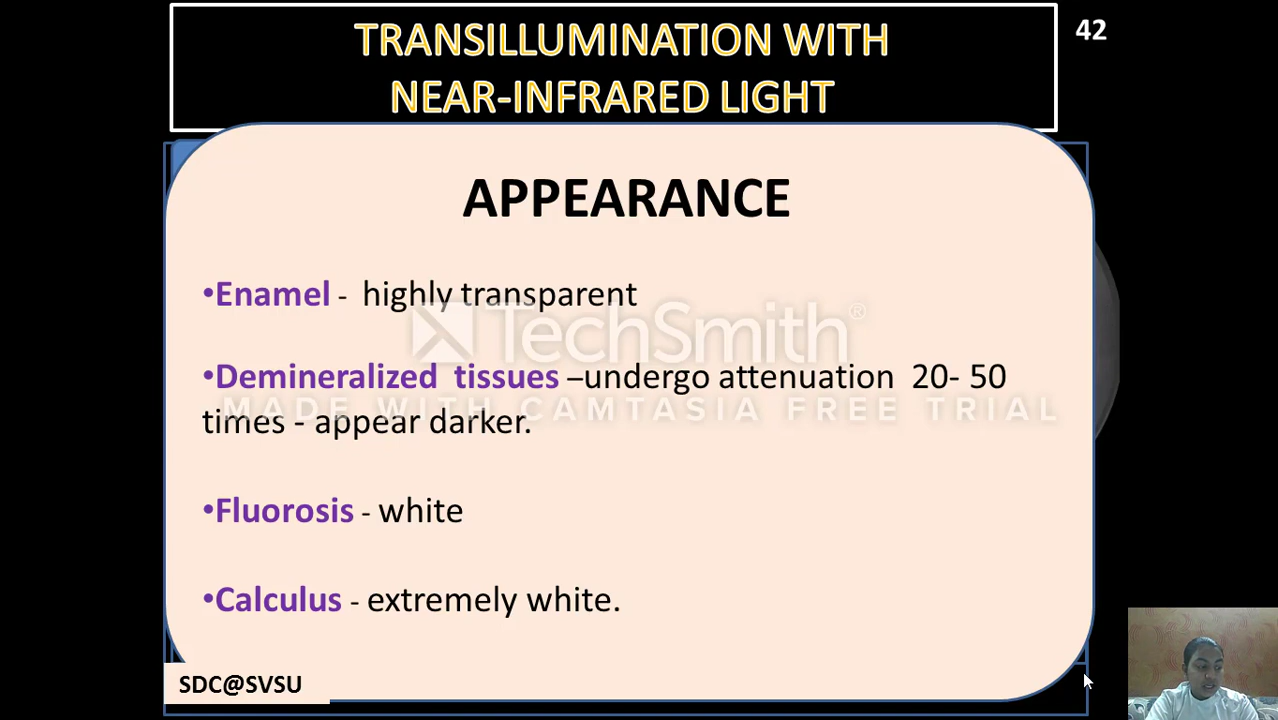 TRANSILLUMINATION WITH
NEAR-INFRARED LIGHT
42
APPEARANCE
•Enamel - highly transparent
•Demineralized tissues –undergo attenuation 20- 50
times - appear darker.
•Fluorosis - white
•Calculus - extremely white.
TechSmith®
MADE WITH CAMTASIA FREE TRIAL
SDC@SVSU